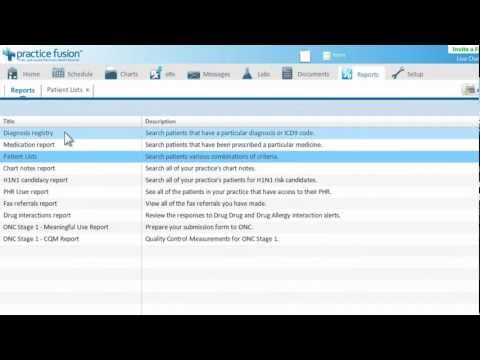 practice fusion
Invite a
Live Cha
Home Schedule Charts eRx Messages Labs Documents Reports Setup
Reports Patient Lists ×
Title Description
Diagnosis registry Search patients that have a particular diagnosis or ICD9 code.
Medication report Search patients that have been prescribed a particular medicine.
Patient Lists Search patients various combinations of criteria.
Chart notes report Search all of your practice's chart notes.
H1N1 candidacy report Search all of your practice's patients for H1N1 risk candidates.
PHR User report See all of the patients in your practice that have access to their PHR.
Fax referrals report View all of the fax referrals you have made.
Drug interactions report Review the responses to Drug Drug and Drug Allergy interaction alerts.
ONC Stage 1 - Meaningful Use Report Prepare your submission form to ONC.
ONC Stage 1 - CQM Report Quality Control Measurements for ONC Stage 1